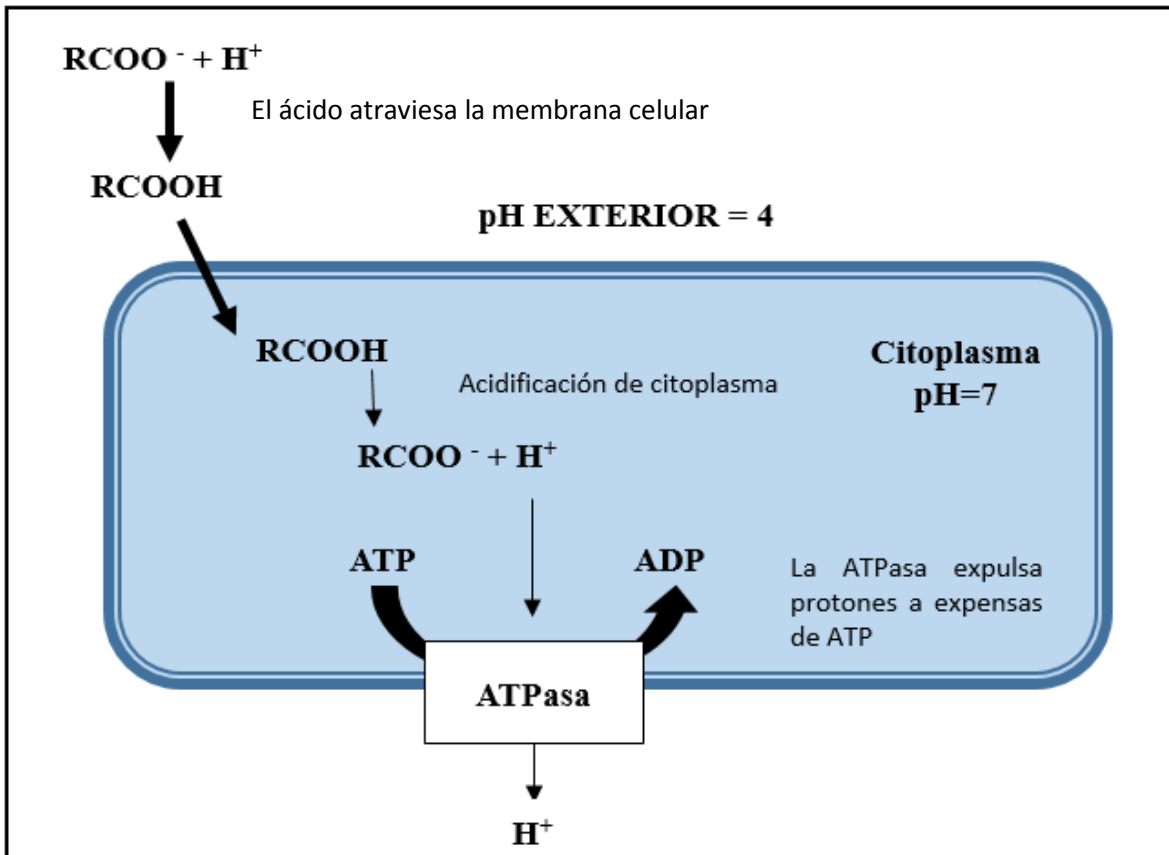 RCOO ⁻ + H⁺
El ácido atraviesa la membrana celular
RCOOH
pH EXTERIOR = 4
RCOOH
Acidificación de citoplasma
Citoplasma
pH=7
RCOO ⁻ + H⁺
ATP
ADP
La ATPasa expulsa
protones a expensas
de ATP
ATPasa
H⁺